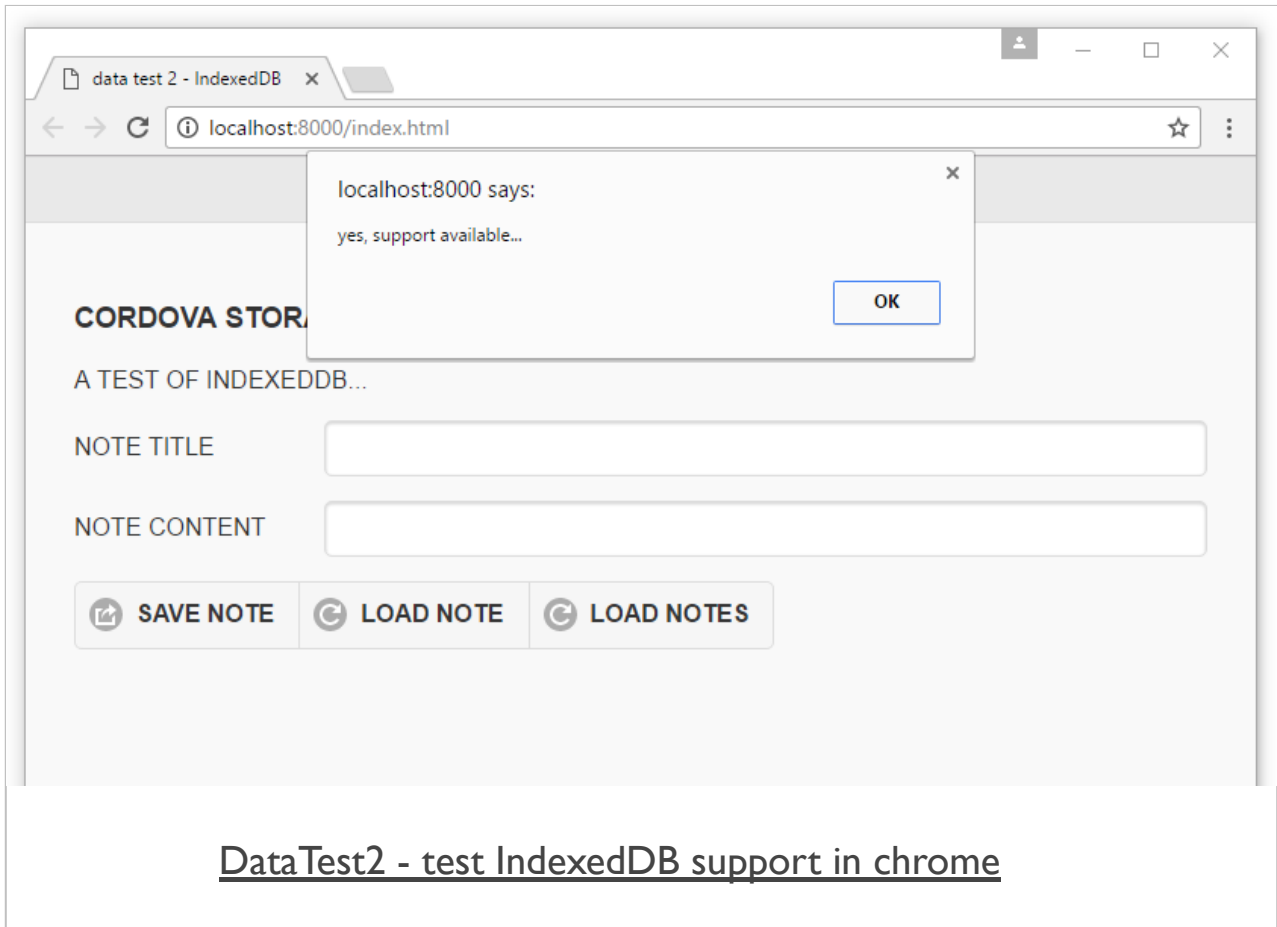 data test 2 - IndexedDB
localhost:8000/index.html
localhost:8000 says:
yes, support available...
OK
CORDOVA STOR
A TEST OF INDEXEDDB...
NOTE TITLE
NOTE CONTENT
SAVE NOTE LOAD NOTE LOAD NOTES
DataTest2 - test IndexedDB support in chrome